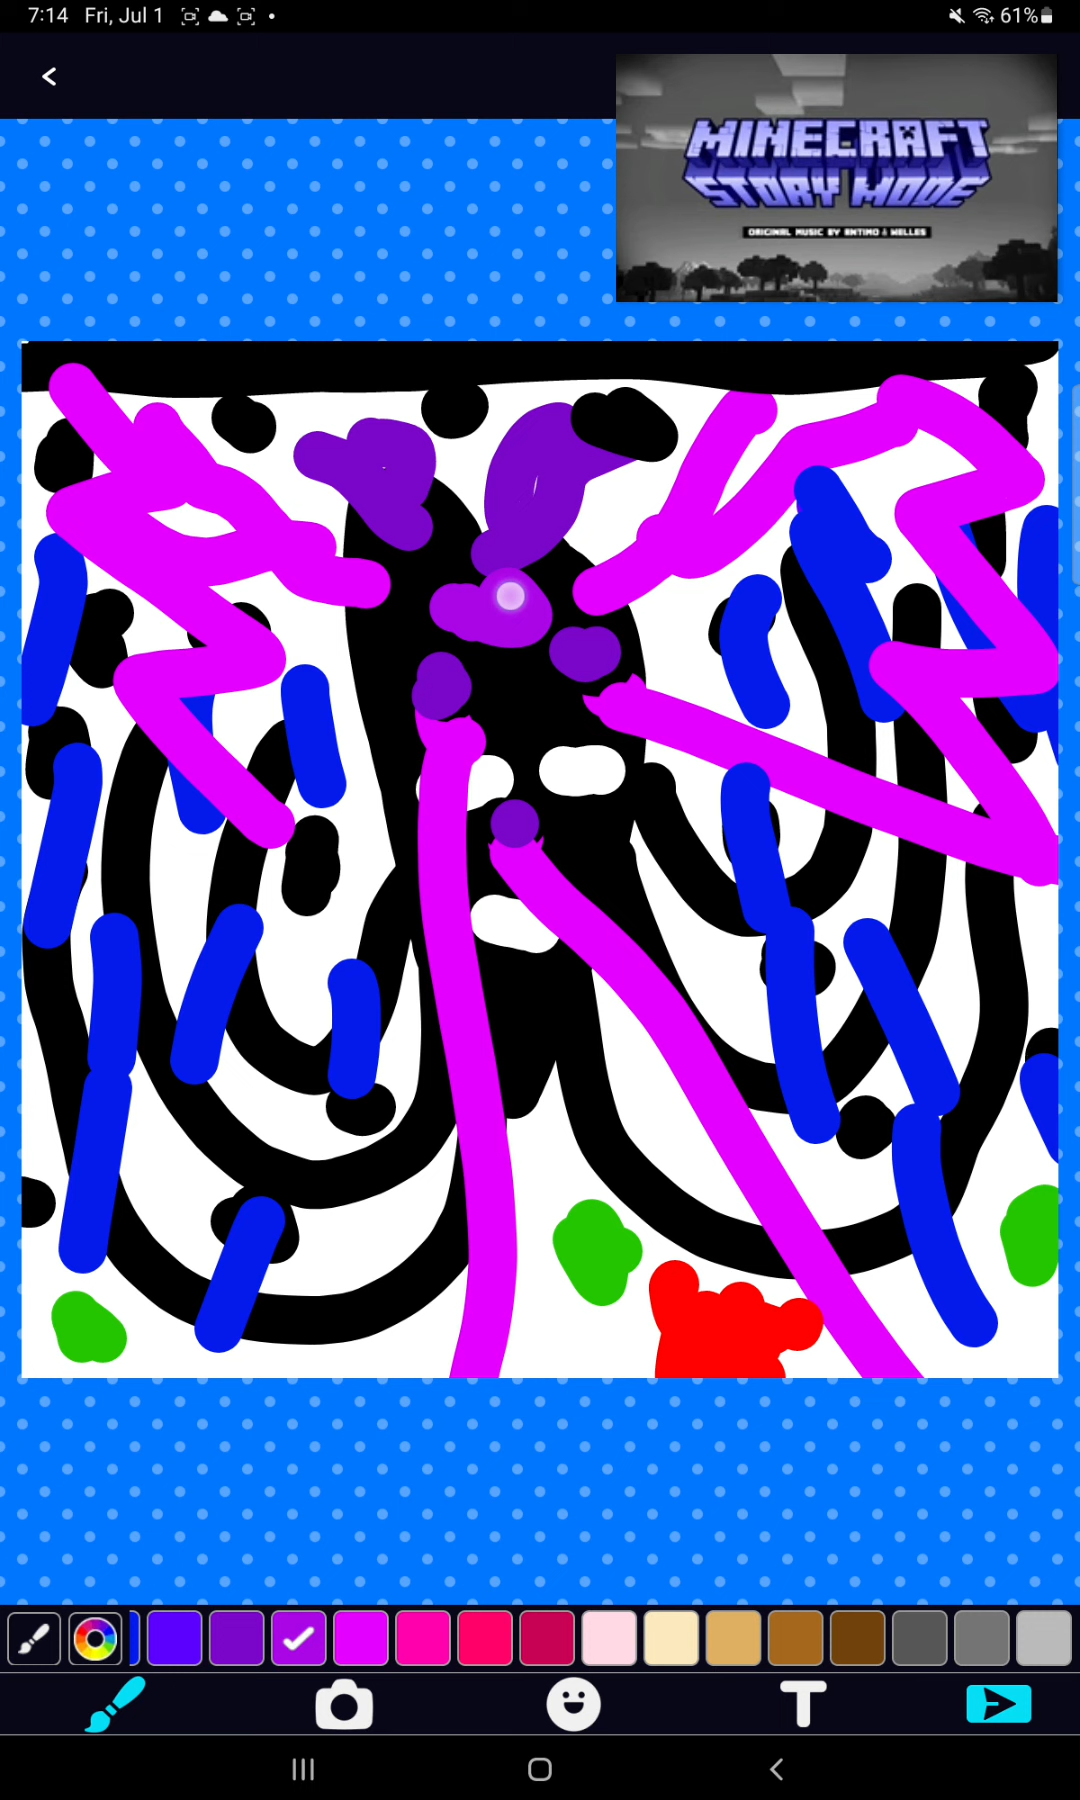 7:14 Fri, Jul 1 61%
MINECRAFT
STORY MODE
ORIGINAL MUSIC BY ANTIMO & WELLES
T